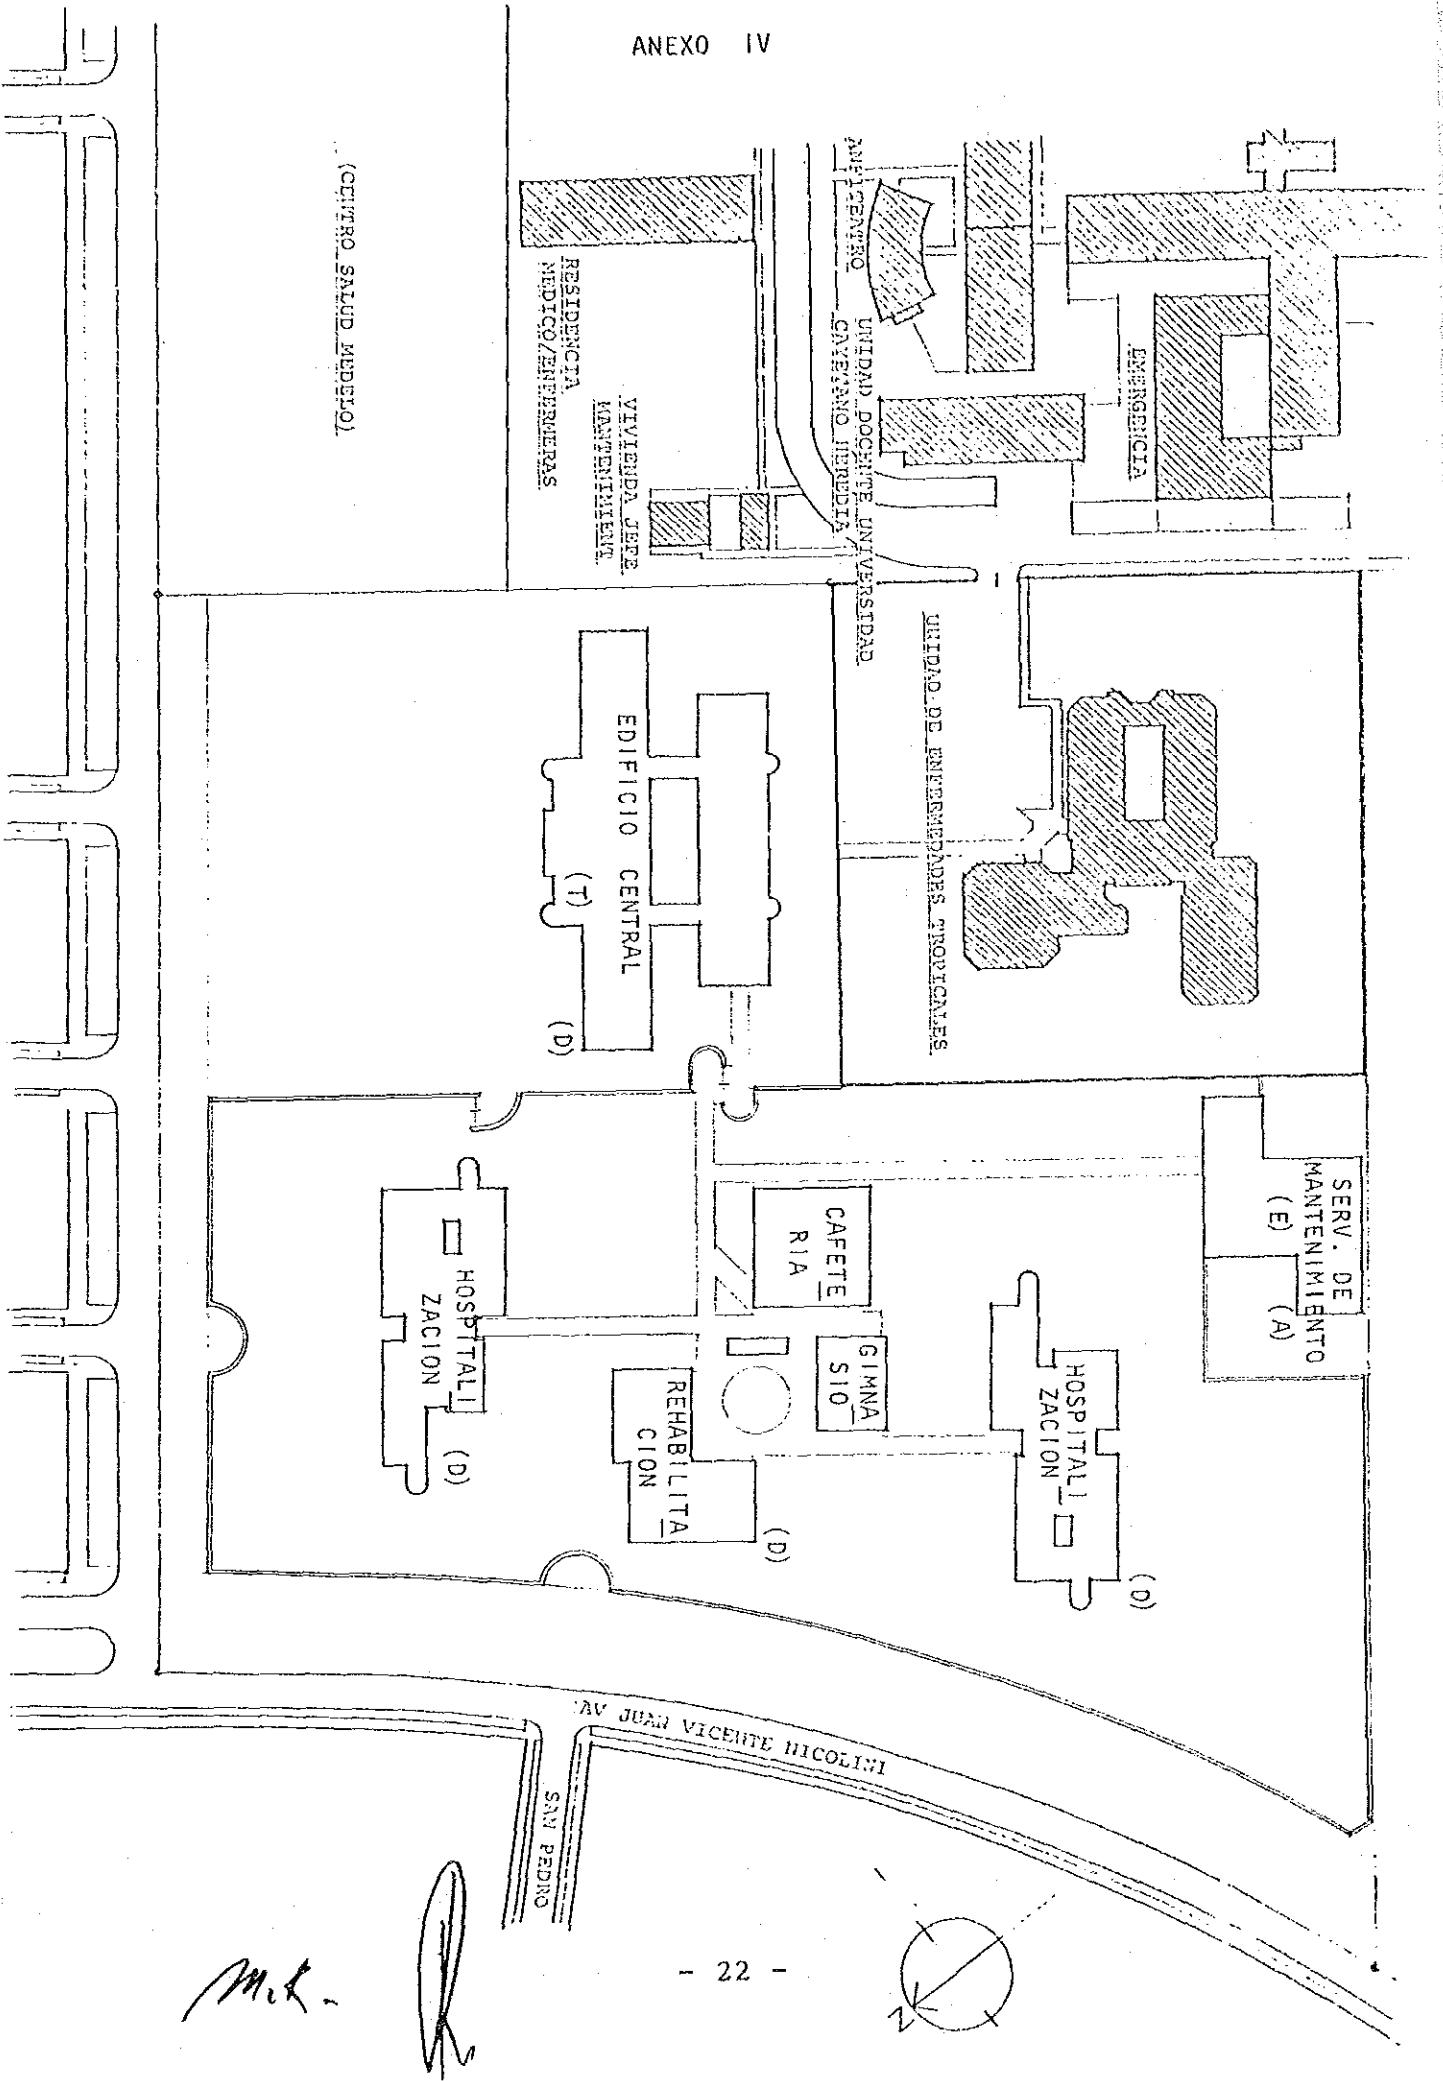 ANEXO IV
(CENTRO SALUD MEDELO)
RESIDENCIA
MEDICO/ENFERMERAS
VIVIENDA JEFE
MANTENIMIENT
ANFITEATRO
UNIDAD DOCENTE UNIVERSIDAD
CAYETANO HEREDIA
EMERGENCIA
UNIDAD DE ENFERMEDADES TROPICALES
EDIFICIO CENTRAL
(T)
(D)
SERV. DE
MANTENIMIENTO
(E)
(A)
CAFETE
RIA
GIMNA
SIO
HOSPITALI
ZACION
(D)
REHABILITA
CION
(D)
HOSPITALI
ZACION
(D)
AV JUAN VICENTE NICOLINI
SAN PEDRO
N
M.K.
- 22 -